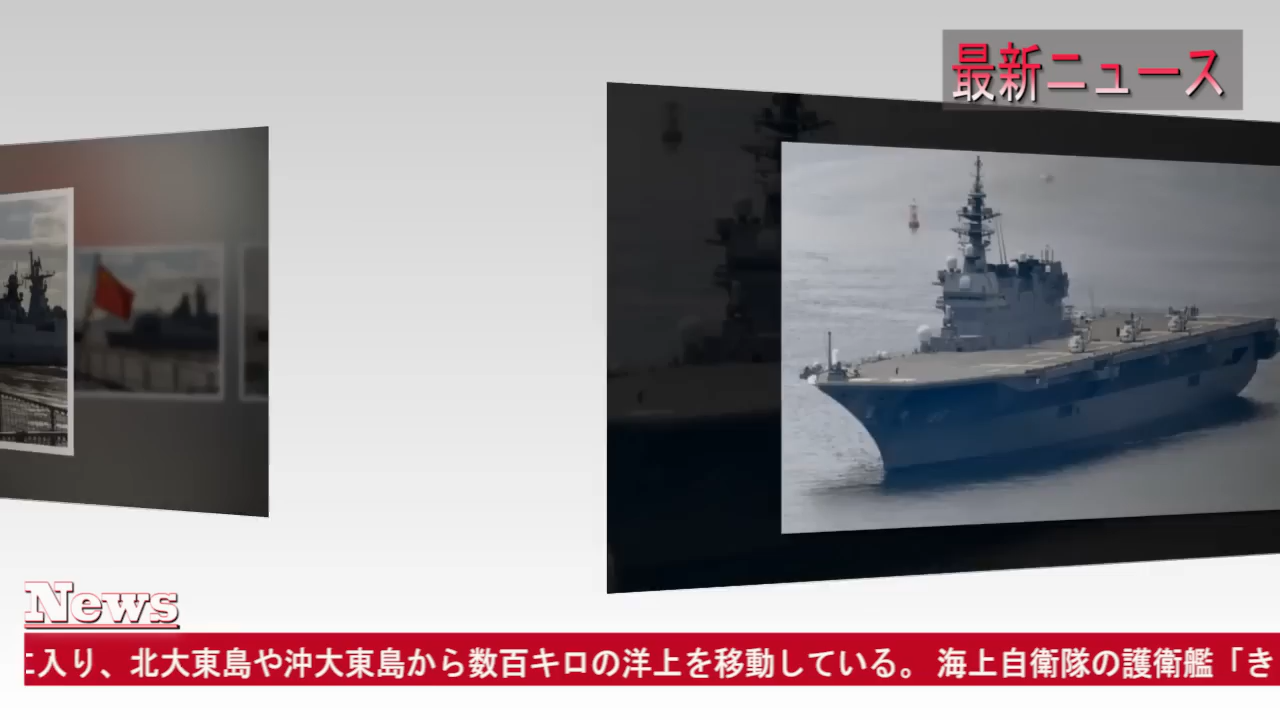 最新ニュース
News
に入り、北大東島や沖大東島から数百キロの洋上を移動している。 海上自衛隊の護衛艦「き